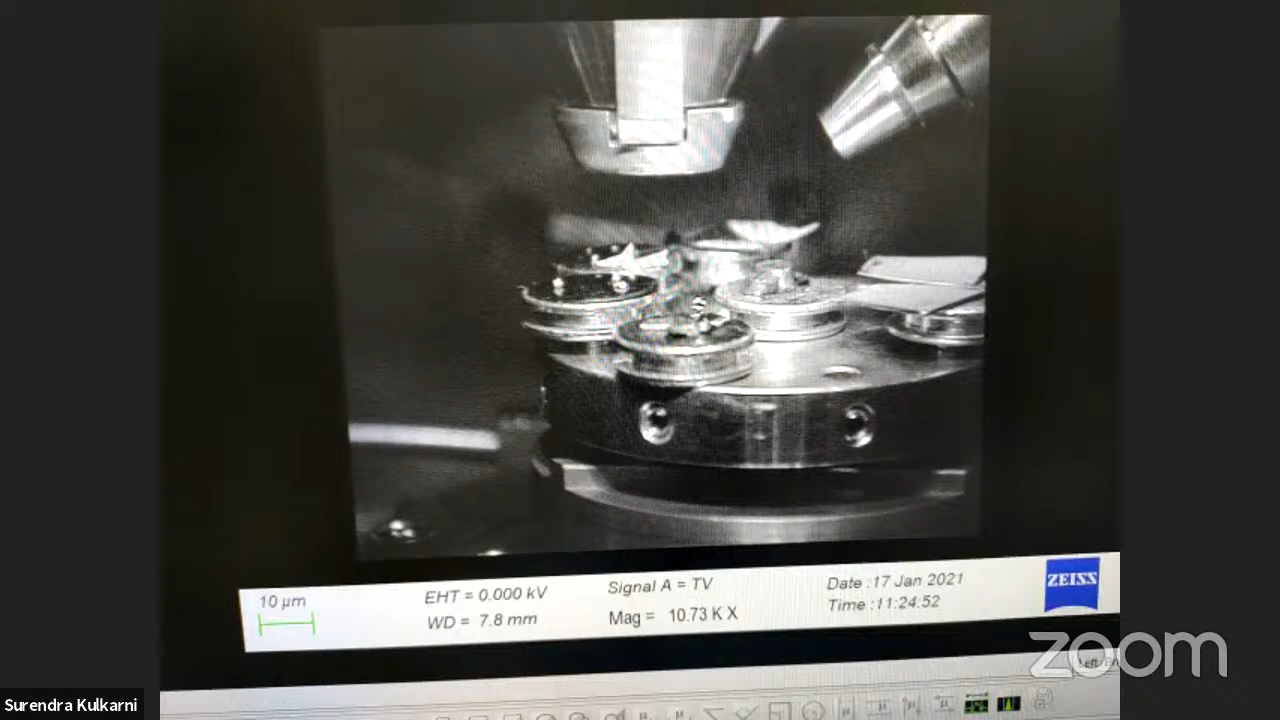 10 µm
EHT = 0.000 kV
WD = 7.8 mm
Signal A = TV
Mag = 10.73 K X
Date :17 Jan 2021
Time :11:24:52
ZEISS
zoom
Surendra Kulkarni